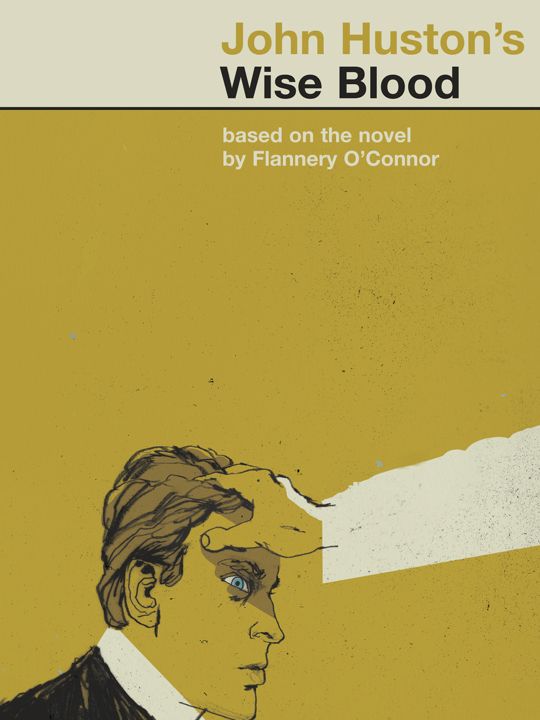 John Huston’s
Wise Blood
based on the novel
by Flannery O’Connor